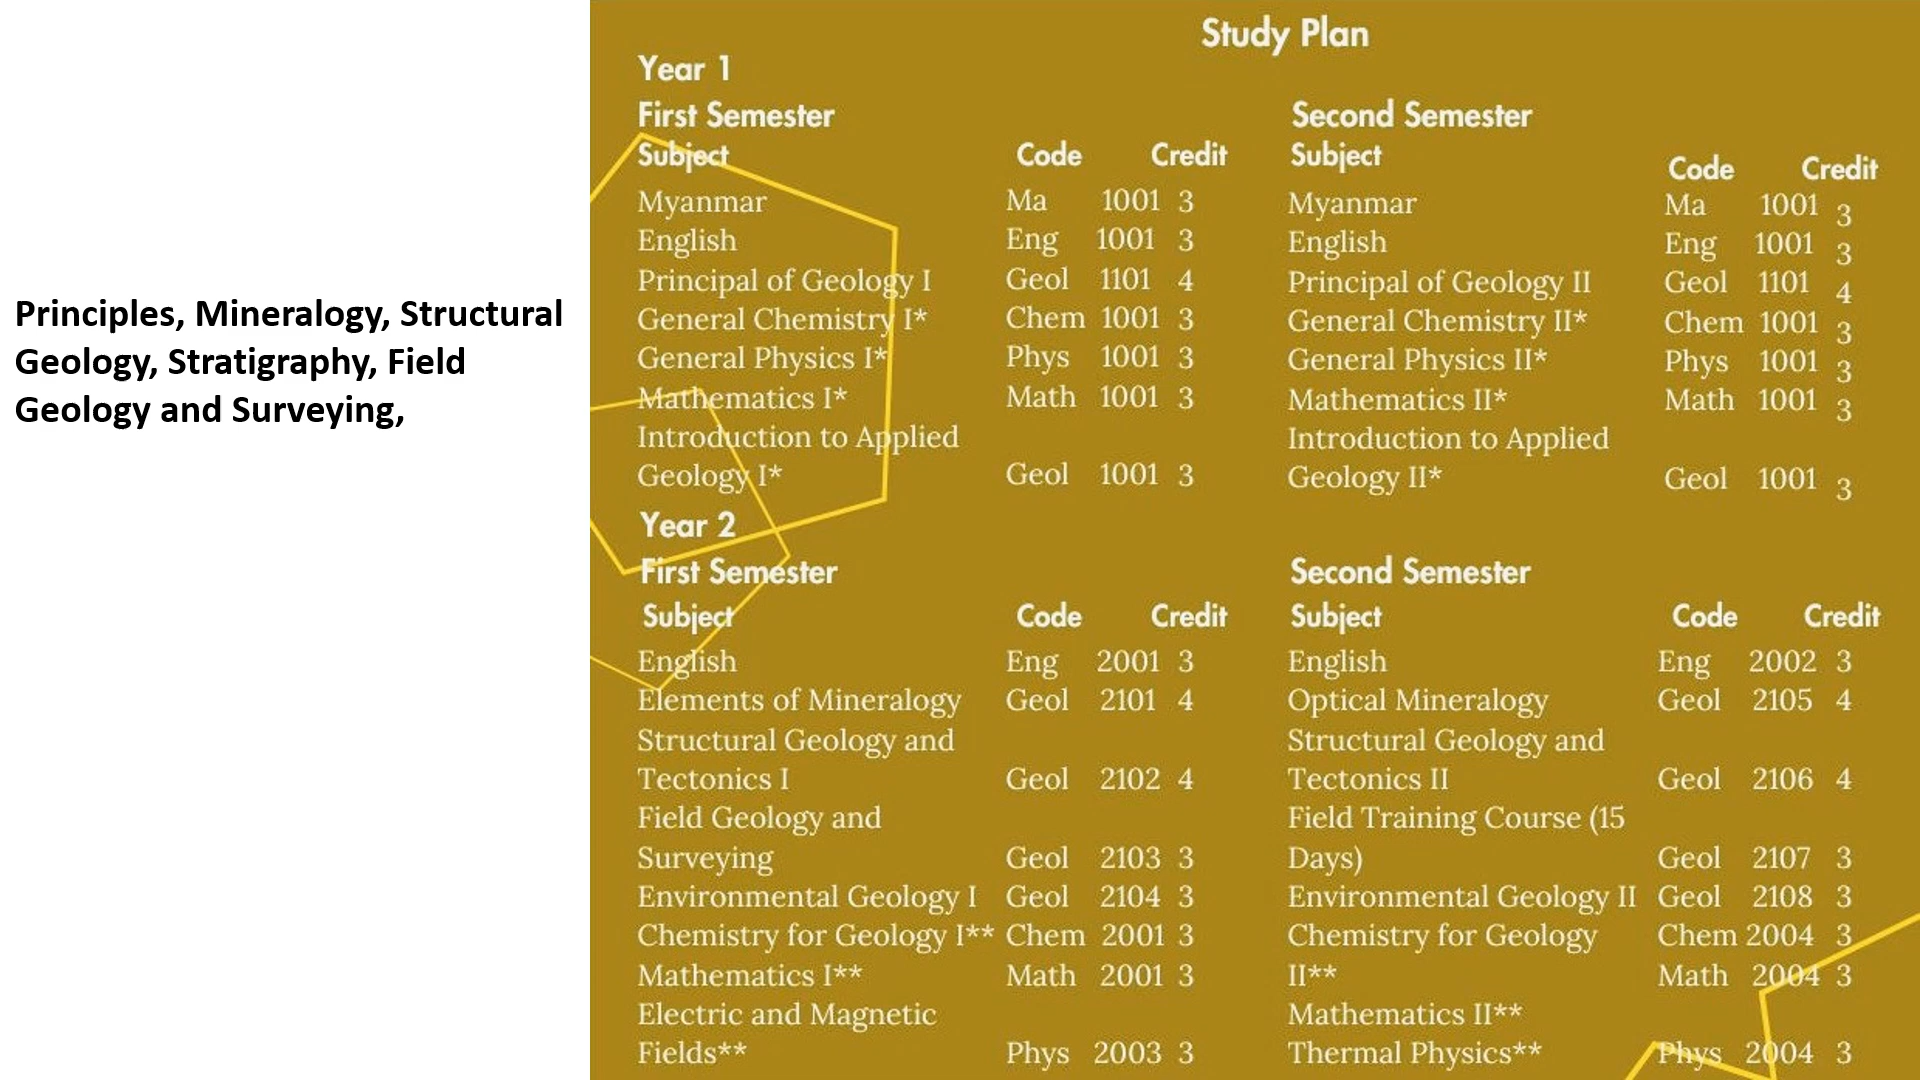 Principles, Mineralogy, Structural
Geology, Stratigraphy, Field
Geology and Surveying,
Study Plan
Year 1
First Semester
Subject Code Credit
Myanmar Ma 1001 3
English Eng 1001 3
Principal of Geology I Geol 1101 4
General Chemistry I* Chem 1001 3
General Physics I* Phys 1001 3
Mathematics I* Math 1001 3
Introduction to Applied
Geology I* Geol 1001 3
Second Semester
Subject Code Credit
Myanmar Ma 1001 3
English Eng 1001 3
Principal of Geology II Geol 1101 4
General Chemistry II* Chem 1001 3
General Physics II* Phys 1001 3
Mathematics II* Math 1001 3
Introduction to Applied
Geology II* Geol 1001 3
Year 2
First Semester
Subject Code Credit
English Eng 2001 3
Elements of Mineralogy Geol 2101 4
Structural Geology and
Tectonics I Geol 2102 4
Field Geology and
Surveying Geol 2103 3
Environmental Geology I Geol 2104 3
Chemistry for Geology I** Chem 2001 3
Mathematics I** Math 2001 3
Electric and Magnetic
Fields** Phys 2003 3
Second Semester
Subject Code Credit
English Eng 2002 3
Optical Mineralogy Geol 2105 4
Structural Geology and
Tectonics II Geol 2106 4
Field Training Course (15
Days) Geol 2107 3
Environmental Geology II Geol 2108 3
Chemistry for Geology Chem 2004 3
II** Math 2004 3
Mathematics II**
Thermal Physics** Phys 2004 3